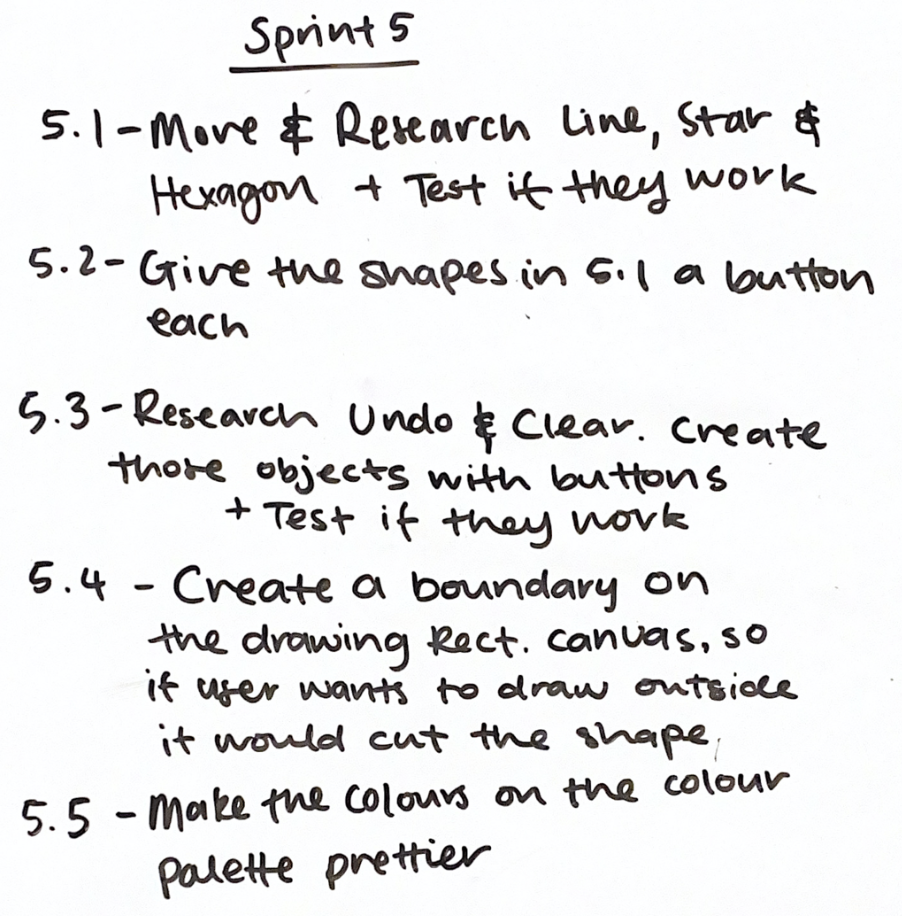 Sprint 5
5.1 - Move & Research Line, Star &
Hexagon + Test if they work
5.2 - Give the shapes in 5.1 a button
each
5.3 - Research Undo & Clear. Create
those objects with buttons
+ Test if they work
5.4 - Create a boundary on
the drawing Rect. canvas, so
if user wants to draw outside
it would cut the shape.
5.5 - Make the colours on the colour
palette prettier